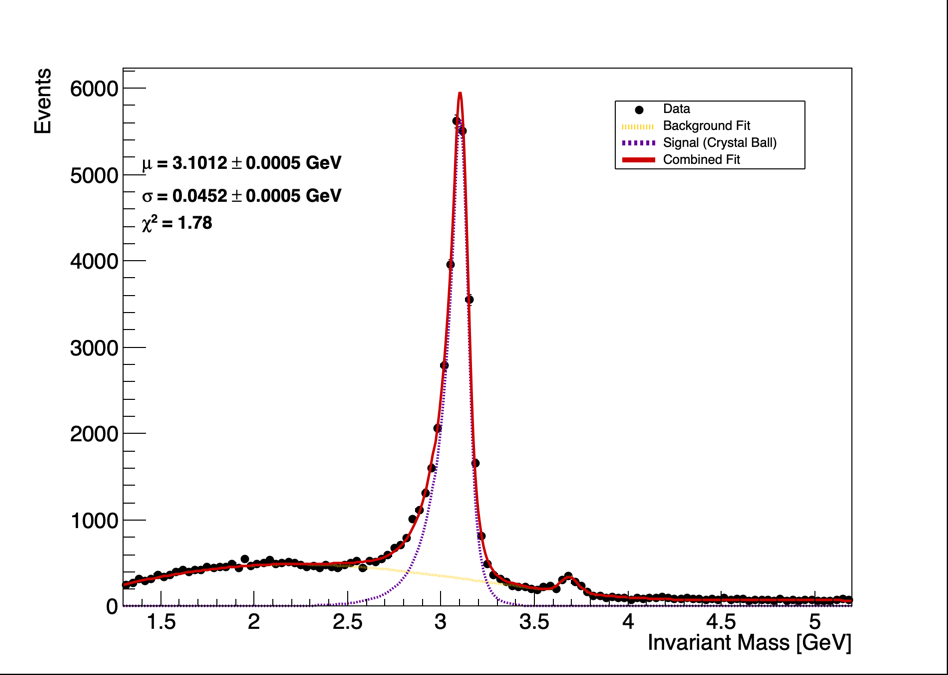 Events
6000
5000
4000
3000
2000
1000
0
μ = 3.1012 ± 0.0005 GeV
σ = 0.0452 ± 0.0005 GeV
χ² = 1.78
Data
Background Fit
Signal (Crystal Ball)
Combined Fit
1.5 2 2.5 3 3.5 4 4.5 5
Invariant Mass [GeV]